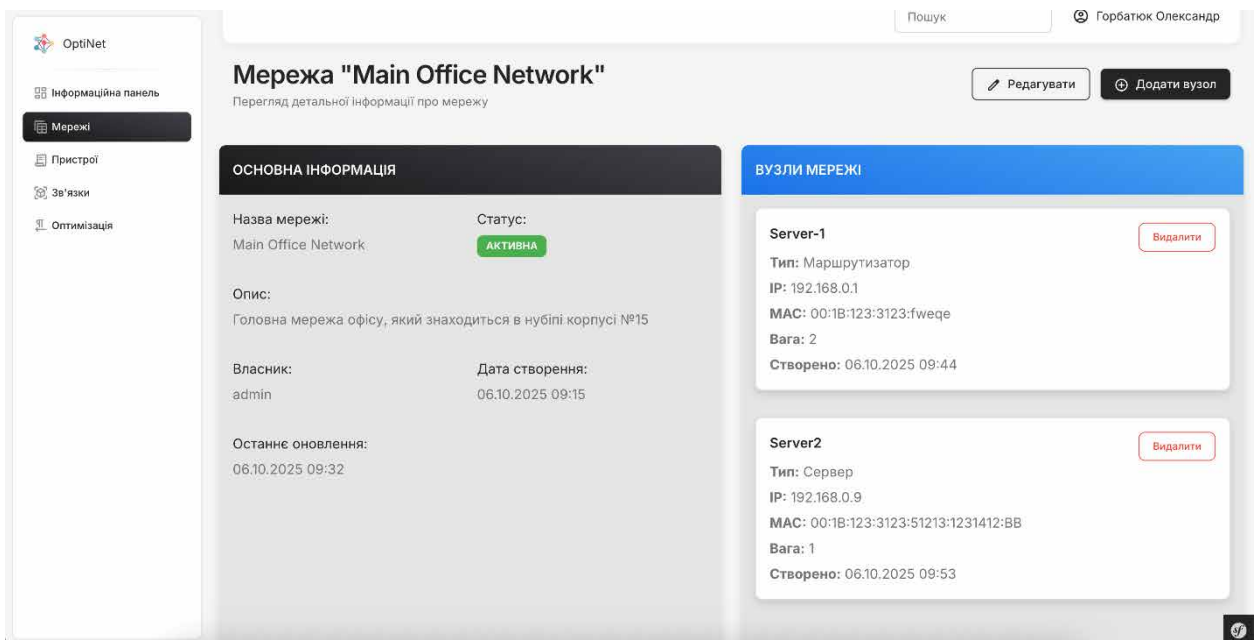 OptiNet
Інформаційна панель
Мережі
Пристрої
Зв'язки
Оптимізація
Пошук
Горбатюк Олександр
Мережа "Main Office Network"
Перегляд детальної інформації про мережу
Редагувати
Додати вузол
ОСНОВНА ІНФОРМАЦІЯ
Назва мережі:
Main Office Network
Статус:
АКТИВНА
Опис:
Головна мережа офісу, який знаходиться в нубіпі корпусі №15
Власник:
admin
Дата створення:
06.10.2025 09:15
Останнє оновлення:
06.10.2025 09:32
ВУЗЛИ МЕРЕЖІ
Server-1
Видалити
Тип: Маршрутизатор
IP: 192.168.0.1
MAC: 00:1B:123:3123:fweqe
Вага: 2
Створено: 06.10.2025 09:44
Server2
Видалити
Тип: Сервер
IP: 192.168.0.9
MAC: 00:1B:123:3123:51213:1231412:BB
Вага: 1
Створено: 06.10.2025 09:53